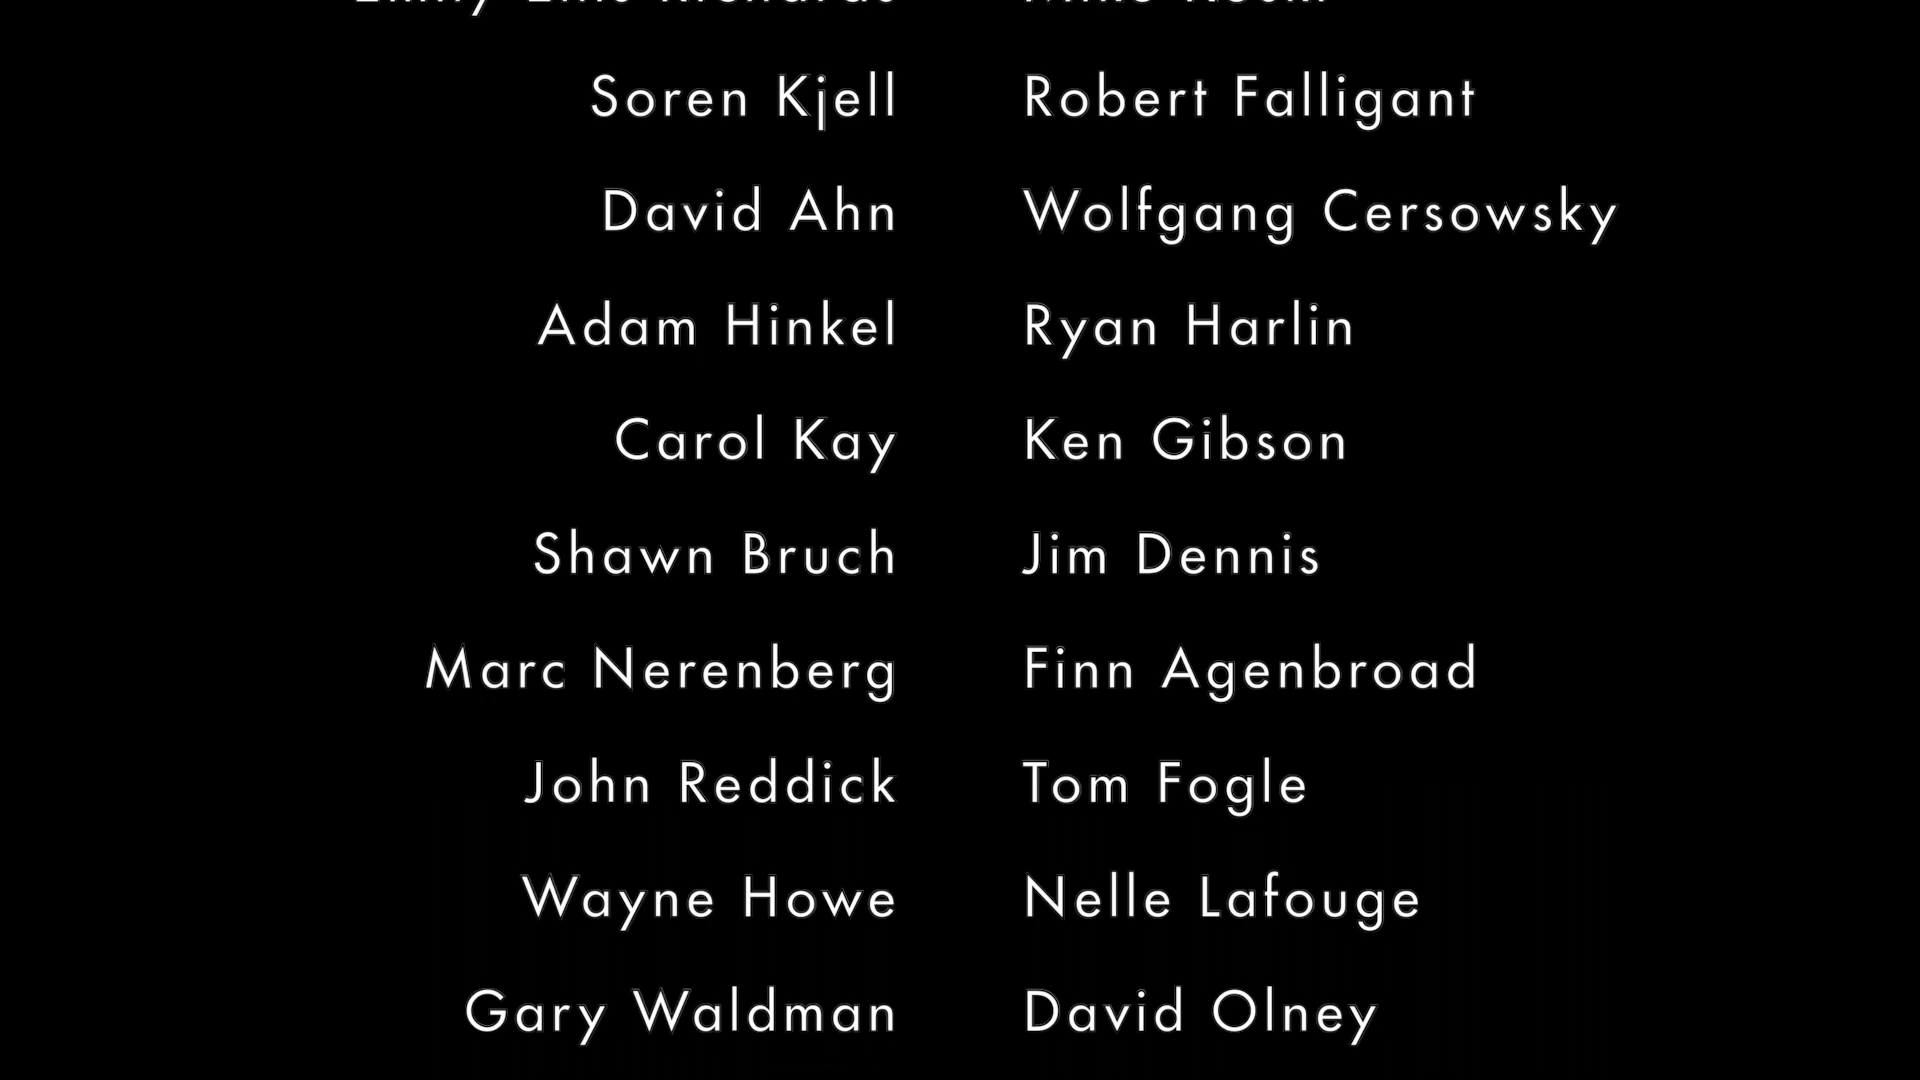 Soren Kjell Robert Falligant
David Ahn Wolfgang Cersowsky
Adam Hinkel Ryan Harlin
Carol Kay Ken Gibson
Shawn Bruch Jim Dennis
Marc Nerenberg Finn Agenbroad
John Reddick Tom Fogle
Wayne Howe Nelle Lafouge
Gary Waldman David Olney